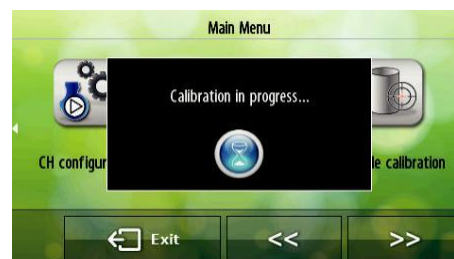 Main Menu
Calibration in progress...
CH configur
le calibration
Exit
<<
>>